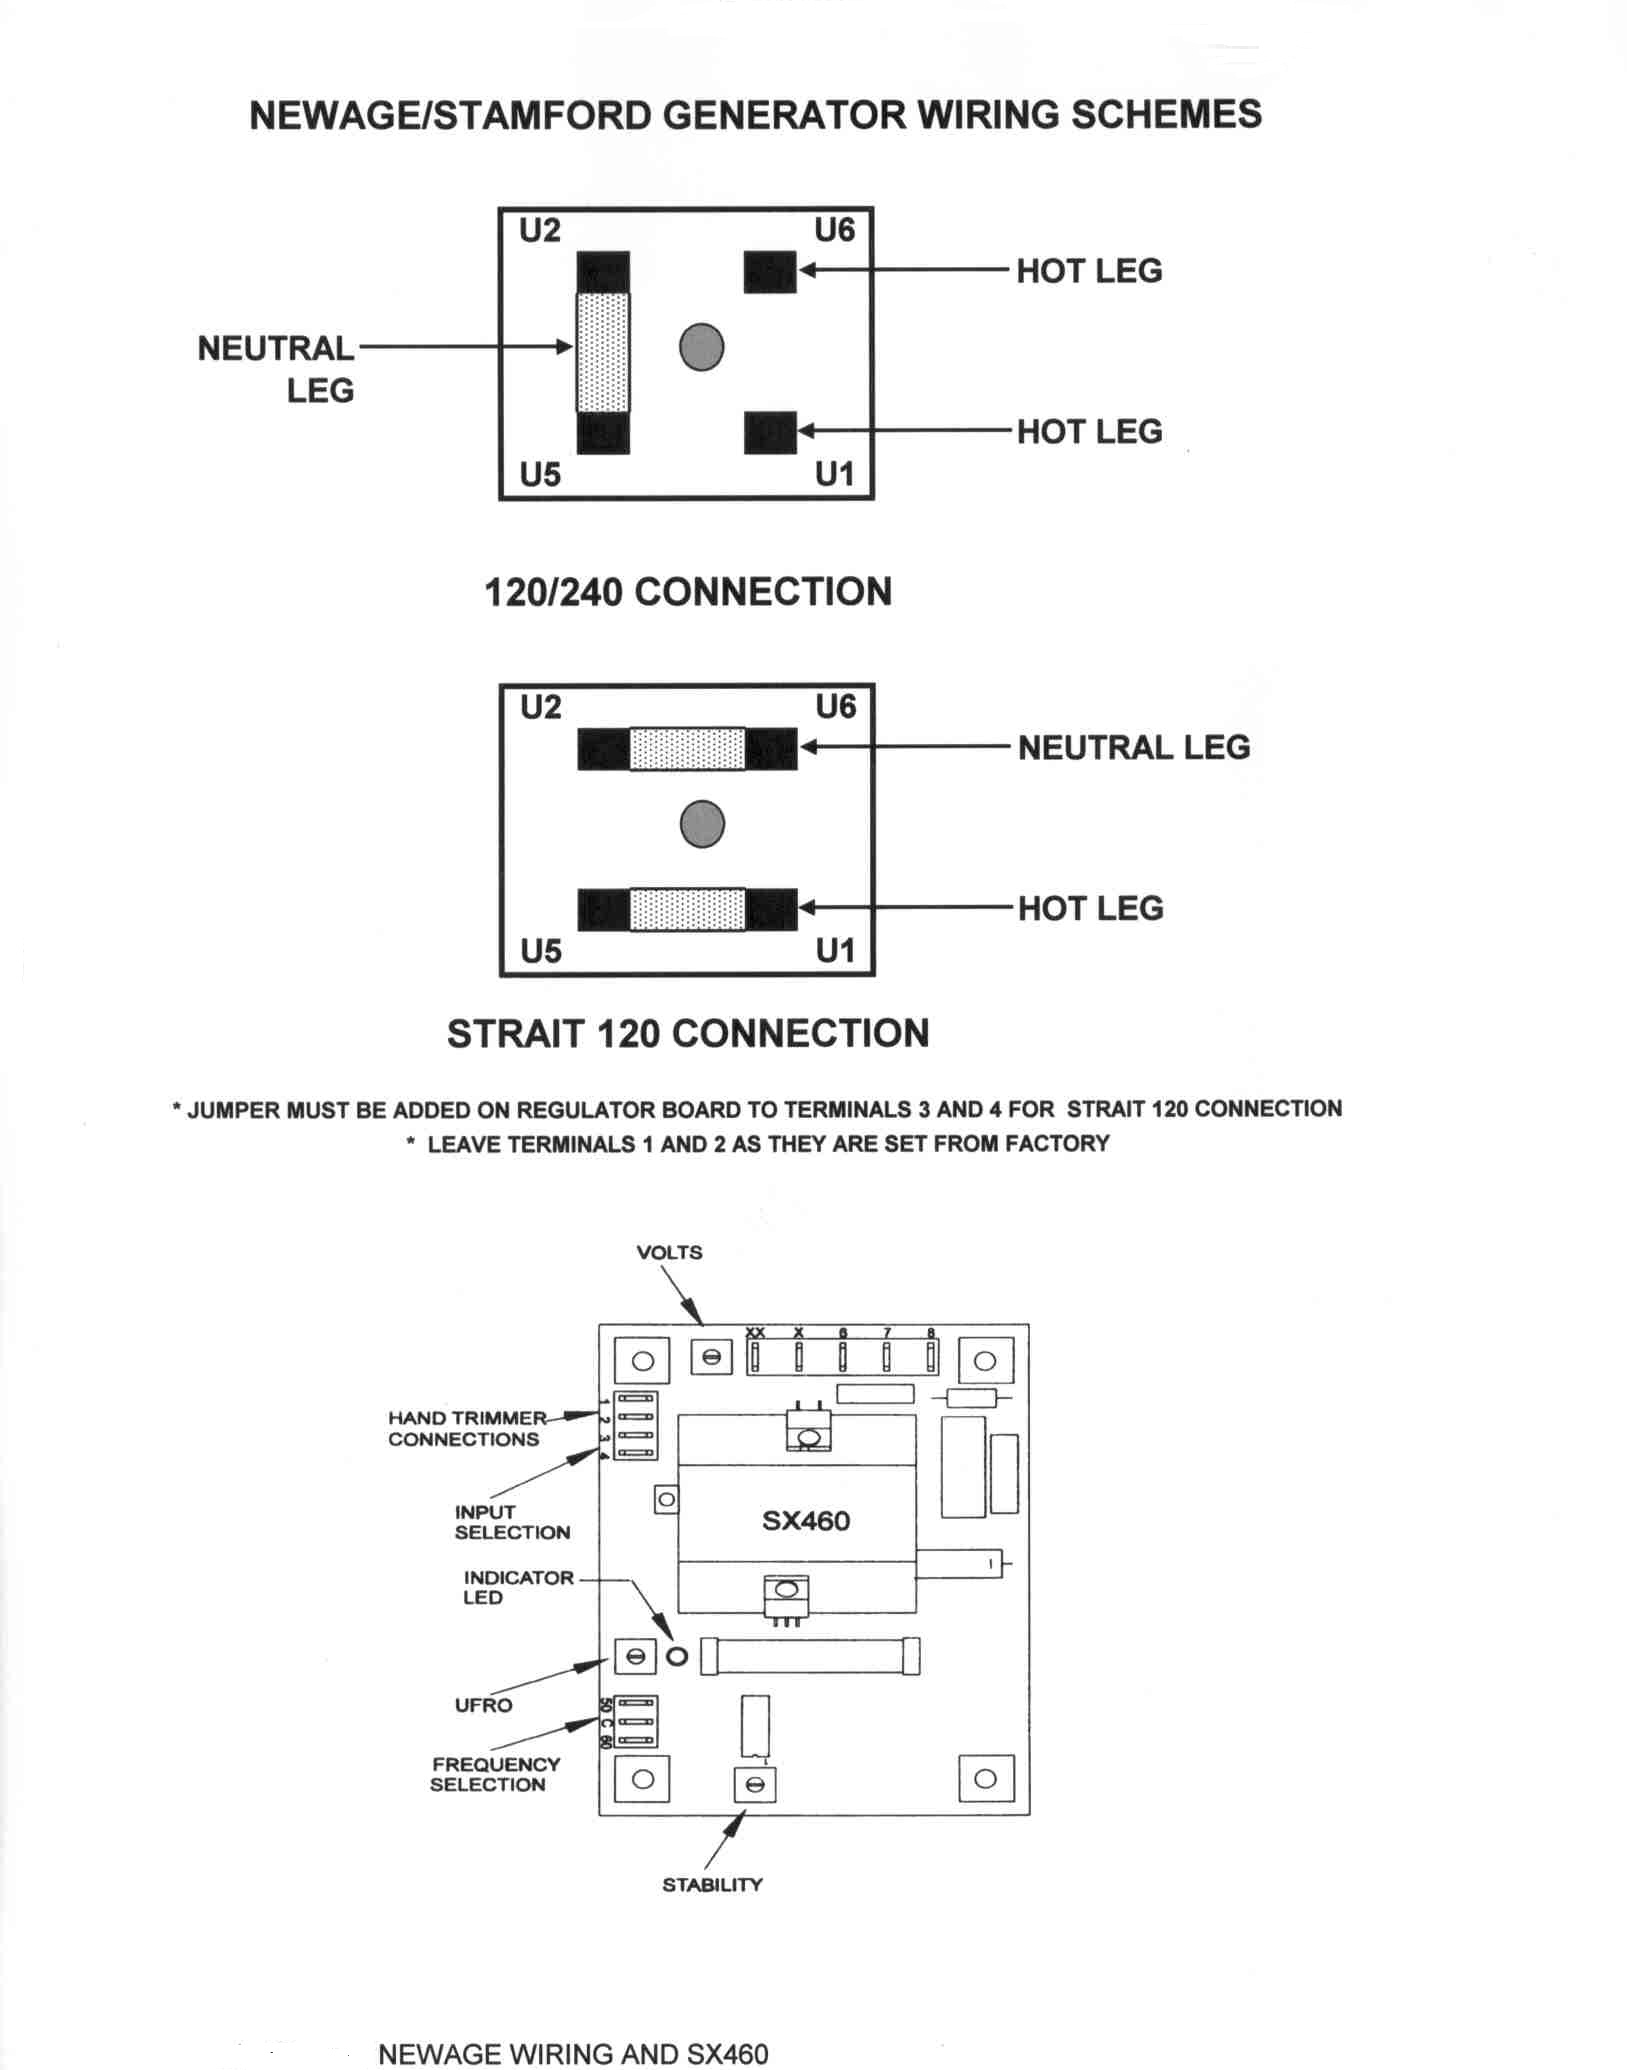 NEWAGE/STAMFORD GENERATOR WIRING SCHEMES
U2
U6
HOT LEG
NEUTRAL
LEG
HOT LEG
U5
U1
120/240 CONNECTION
U2
U6
NEUTRAL LEG
HOT LEG
U5
U1
STRAIT 120 CONNECTION
* JUMPER MUST BE ADDED ON REGULATOR BOARD TO TERMINALS 3 AND 4 FOR STRAIT 120 CONNECTION
* LEAVE TERMINALS 1 AND 2 AS THEY ARE SET FROM FACTORY
VOLTS
XX X 6 7 8
HAND TRIMMER
CONNECTIONS
1
2
3
4
INPUT
SELECTION
SX460
INDICATOR
LED
UFRO
50 C 60
FREQUENCY
SELECTION
1
STABILITY
NEWAGE WIRING AND SX460